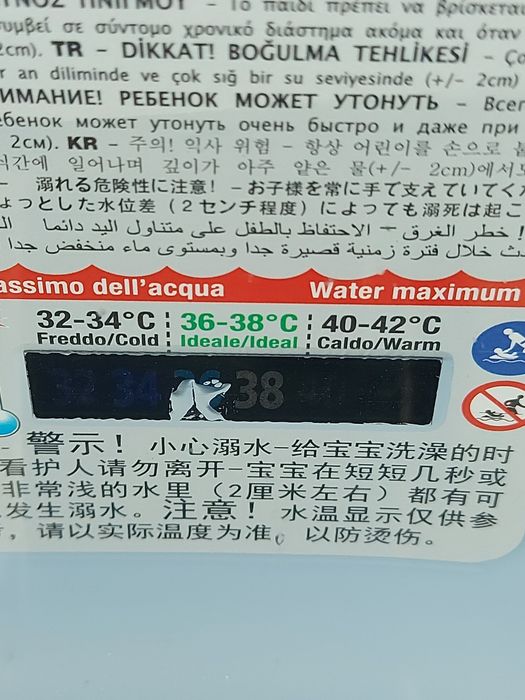 ΠΝΙΓΜΟΥ – Το παιδί πρέπει να βρίσκεται
συμβεί σε σύντομο χρονικό διάστημα ακόμα και όταν
2cm). TR – DİKKAT! BOĞULMA TEHLİKESİ – Ço
r an diliminde ve çok sığ bir su seviyesinde (+/– 2cm)
ИМАНИЕ! РЕБЕНОК МОЖЕТ УТОНУТЬ – Всег
ебенок может утонуть очень быстро и даже при
2см). KR – 주의! 익사 위험 – 항상 어린이를 손으로 붙
식간에 일어나며 깊이가 아주 얕은 물(+/– 2cm)에서도
– 溺れる危険性に注意! – お子様を常に手で支えていてく
ょっとした水位差(2センチ程度)によっても溺死は起こ
! خطر الغرق – الاحتفاظ بالطفل على متناول اليد دائما
دث خلال فترة زمنية قصيرة جدا وبمستوى ماء منخفض جدا
assimo dell'acqua Water maximum
32-34°C 36-38°C 40-42°C
Freddo/Cold Ideale/Ideal Caldo/Warm
32 34 38
警示! 小心溺水-给宝宝洗澡的时
看护人请勿离开-宝宝在短短几秒或
非常浅的水里(2厘米左右)都有可
发生溺水。注意! 水温显示仅供参
, 请以实际温度为准。以防烫伤。